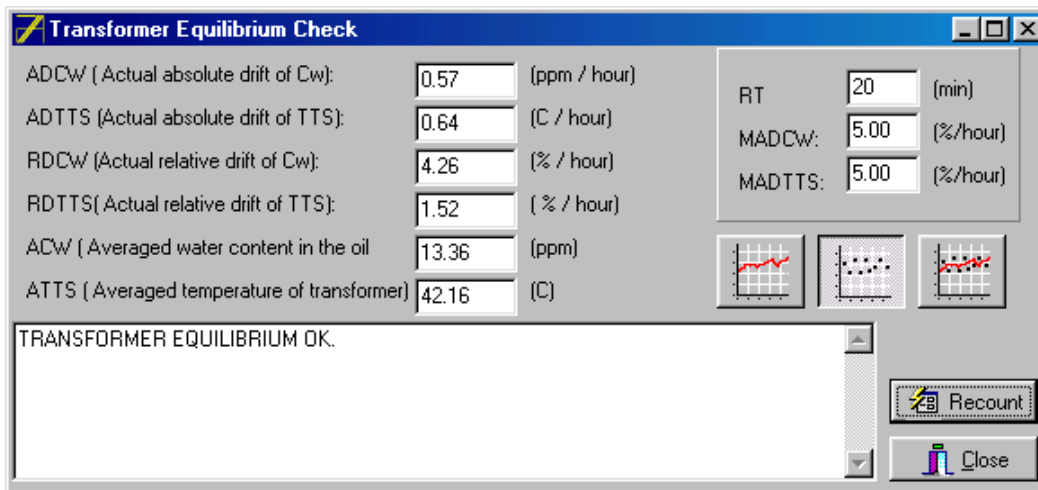 Transformer Equilibrium Check
ADCW ( Actual absolute drift of Cw): 0.57 (ppm / hour)
ADTTS (Actual absolute drift of TTS): 0.64 (C / hour)
RDCW (Actual relative drift of Cw): 4.26 (% / hour)
RDTTS( Actual relative drift of TTS): 1.52 ( % / hour)
ACW ( Averaged water content in the oil 13.36 (ppm)
ATTS ( Averaged temperature of transformer) 42.16 (C)
RT 20 (min)
MADCW: 5.00 (%/hour)
MADTTS: 5.00 (%/hour)
TRANSFORMER EQUILIBRIUM OK.
Recount
Close